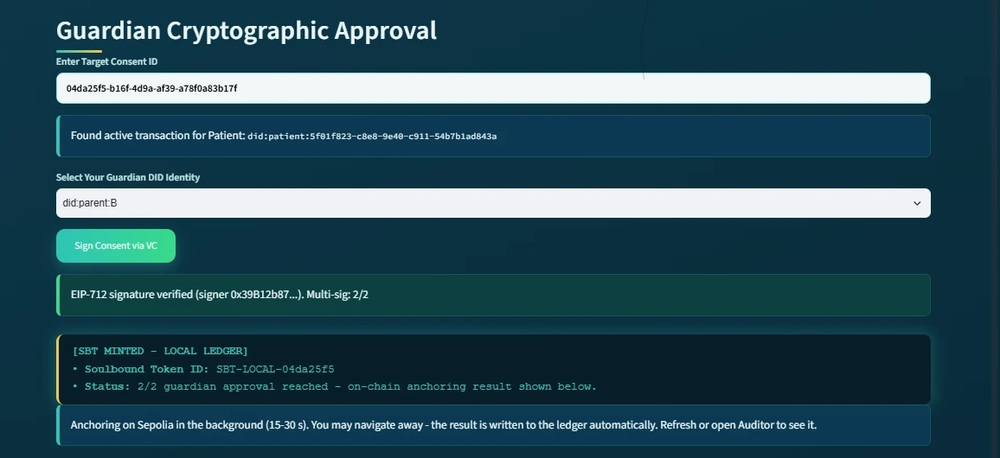 Guardian Cryptographic Approval
Enter Target Consent ID
04da25f5-b16f-4d9a-af39-a78f0a83b17f
Found active transaction for Patient: did:patient:5f01f823-c8e8-9e40-c911-54b7b1ad843a
Select Your Guardian DID Identity
did:parent:B
Sign Consent via VC
EIP-712 signature verified (signer 0x39B12b87...). Multi-sig: 2/2
[SBT MINTED - LOCAL LEDGER]
• Soulbound Token ID: SBT-LOCAL-04da25f5
• Status: 2/2 guardian approval reached - on-chain anchoring result shown below.
Anchoring on Sepolia in the background (15-30 s). You may navigate away - the result is written to the ledger automatically. Refresh or open Auditor to see it.